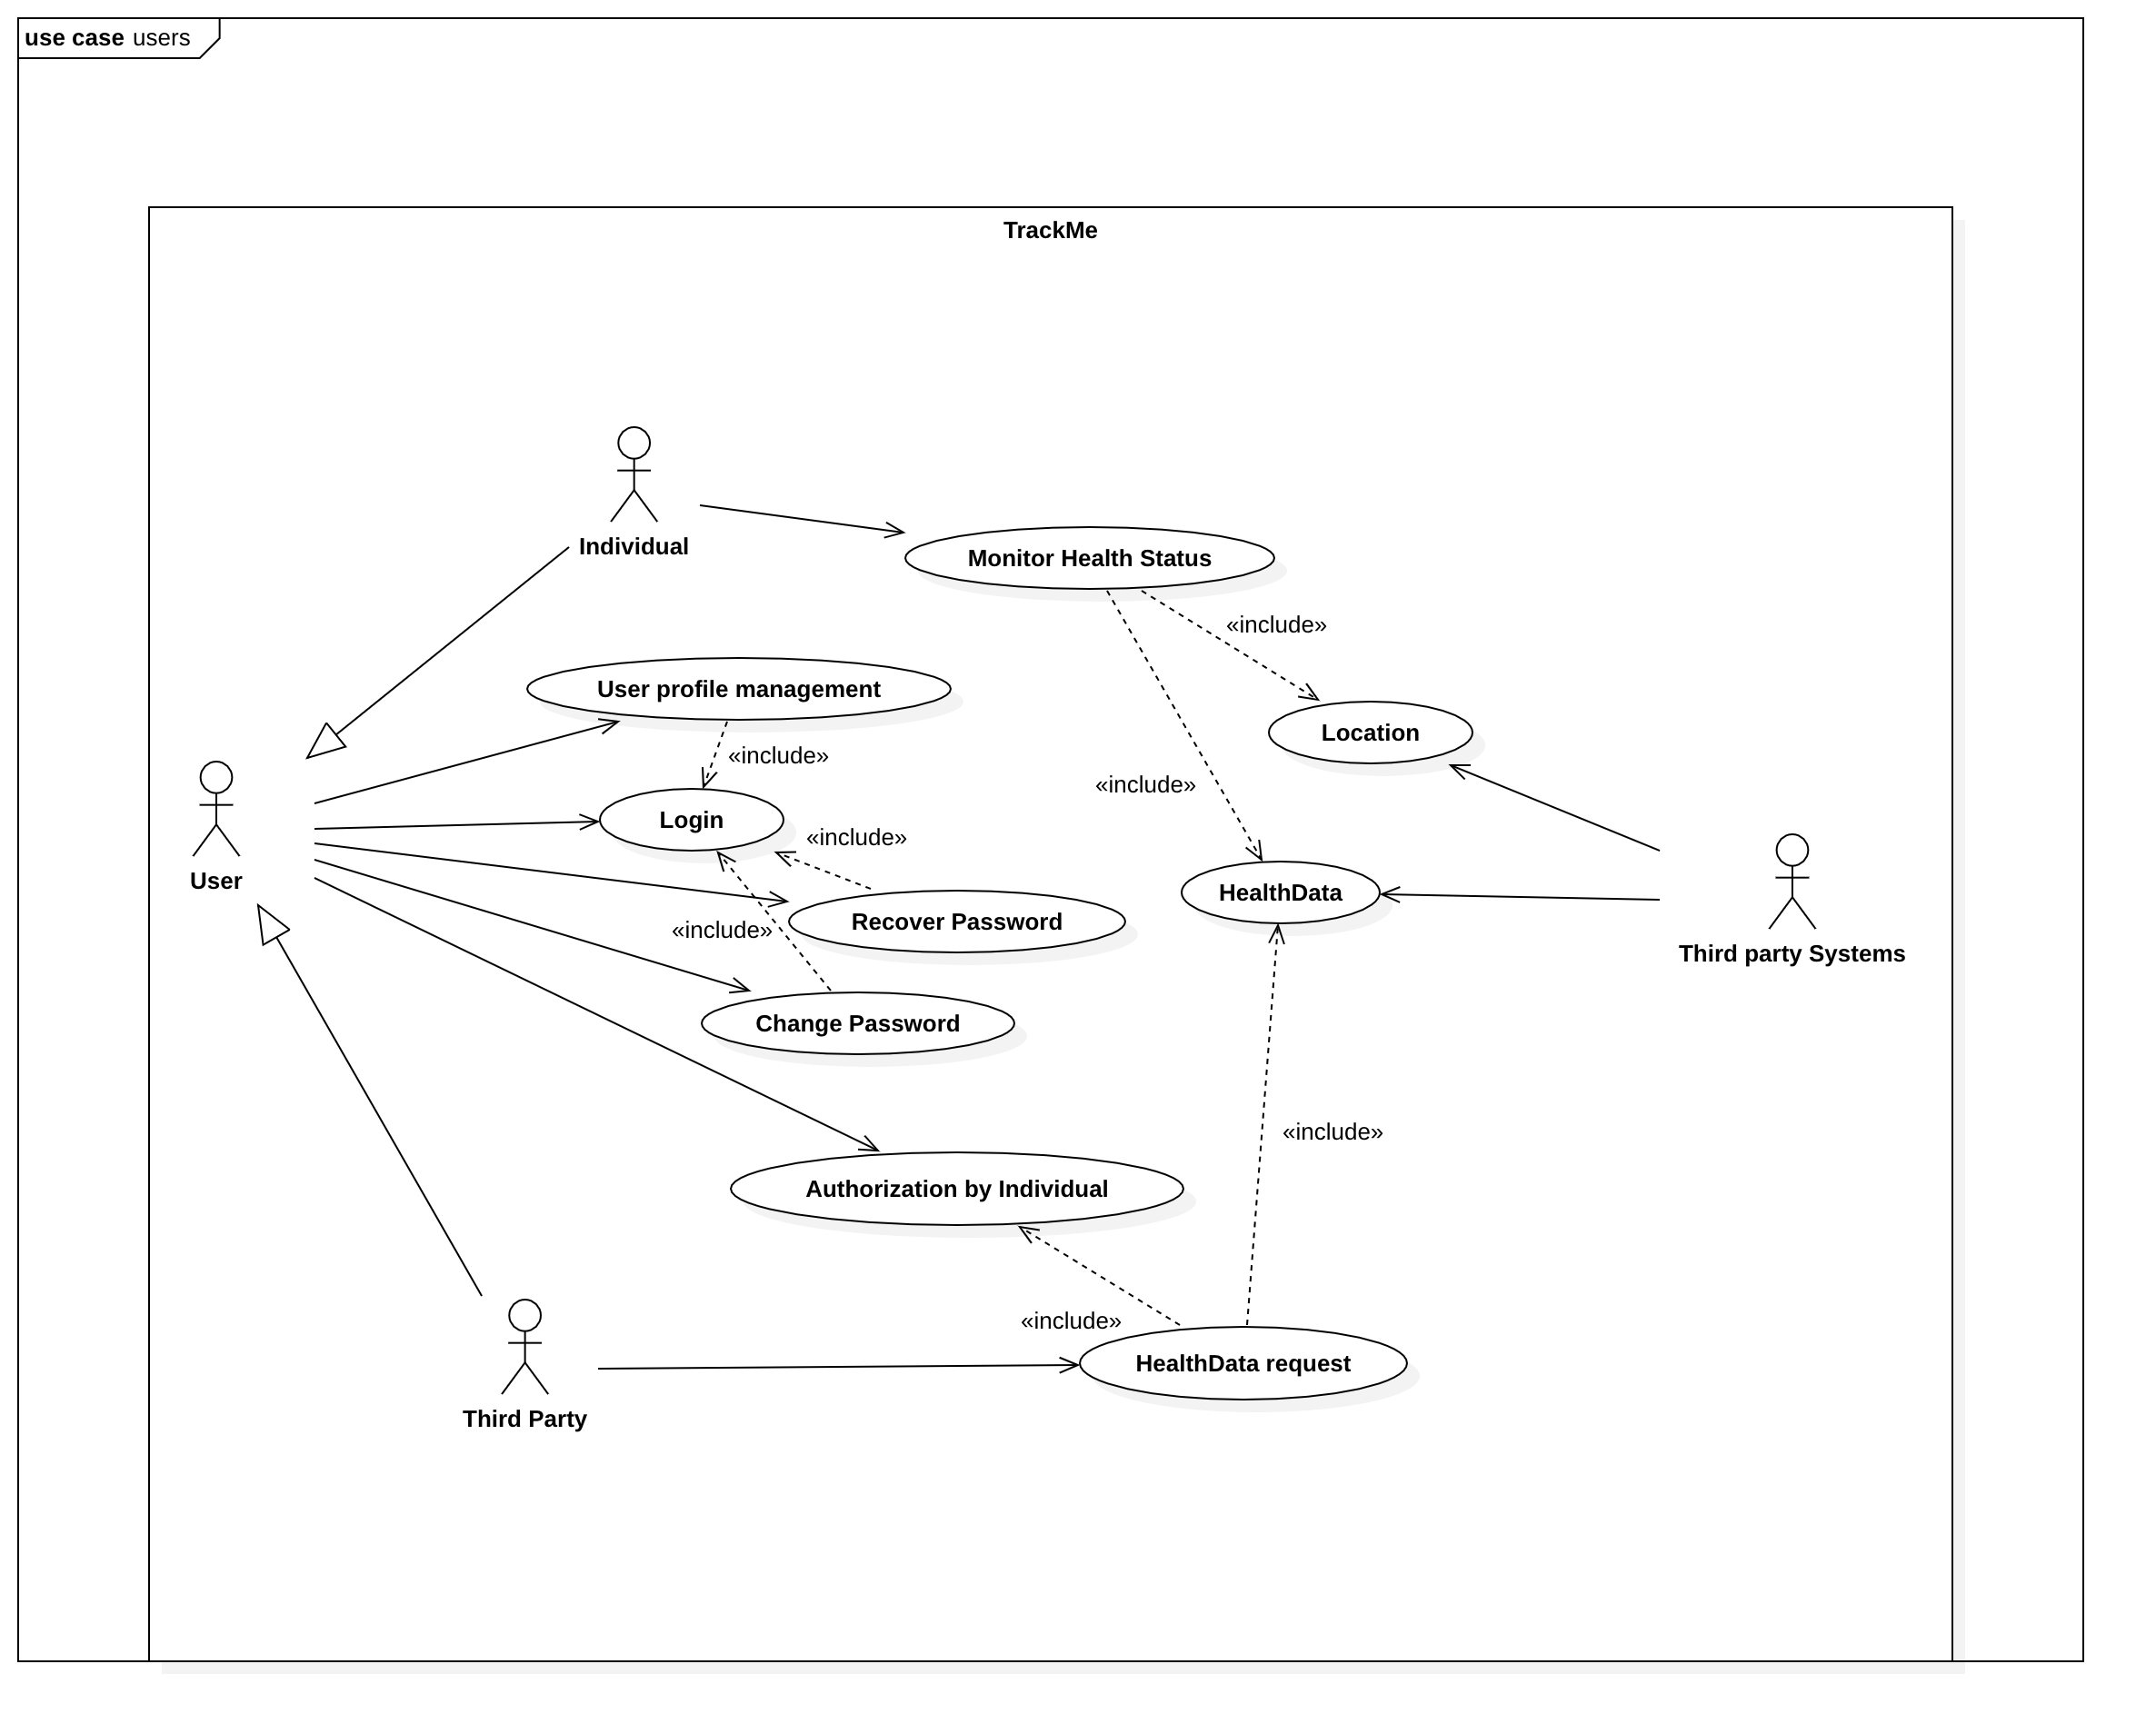 use case users
TrackMe
Individual
Monitor Health Status
«include»
User profile management
Location
«include»
«include»
Login
«include»
User
HealthData
Recover Password
«include»
Third party Systems
Change Password
«include»
Authorization by Individual
«include»
HealthData request
Third Party